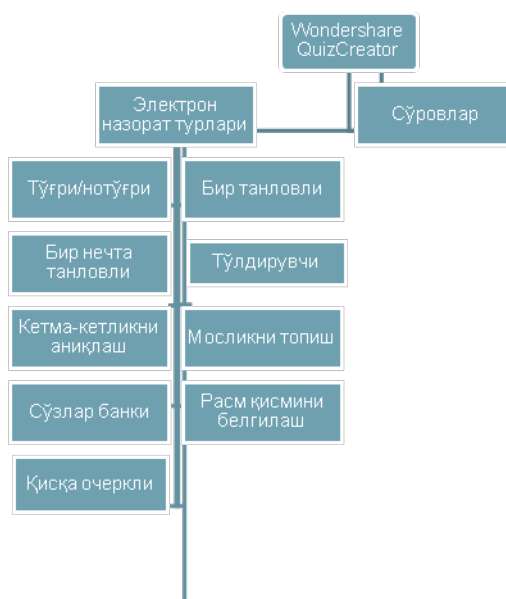 Wondershare
QuizCreator
Электрон
назорат турлари
Сўровлар
Тўғри/нотўғри
Бир танловли
Бир нечта
танловли
Тўлдирувчи
Кетма-кетликни
аниқлаш
Мосликни топиш
Сўзлар банки
Расм қисмини
белгилаш
Қисқа очеркли